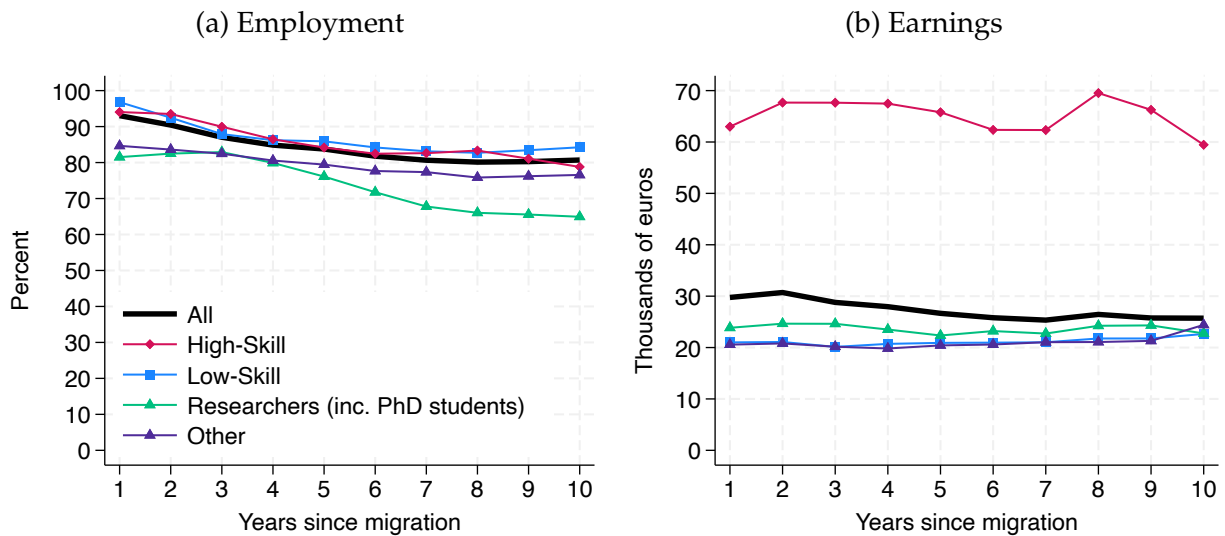 (a) Employment
Percent
100
90
80
70
60
50
40
30
20
10
0
All
High-Skill
Low-Skill
Researchers (inc. PhD students)
Other
1 2 3 4 5 6 7 8 9 10
Years since migration
(b) Earnings
Thousands of euros
70
60
50
40
30
20
10
0
1 2 3 4 5 6 7 8 9 10
Years since migration